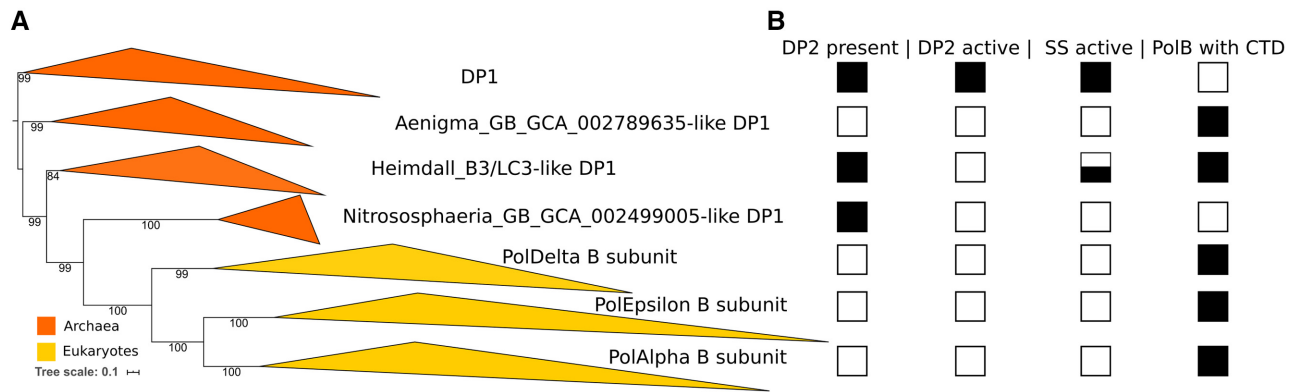 A
B
DP2 present | DP2 active | SS active | PolB with CTD
99
DP1
99
Aenigma_GB_GCA_002789635-like DP1
84
Heimdall_B3/LC3-like DP1
99
100
Nitrososphaeria_GB_GCA_002499005-like DP1
99
99
PolDelta B subunit
100
100
PolEpsilon B subunit
100
100
PolAlpha B subunit
Archaea
Eukaryotes
Tree scale: 0.1